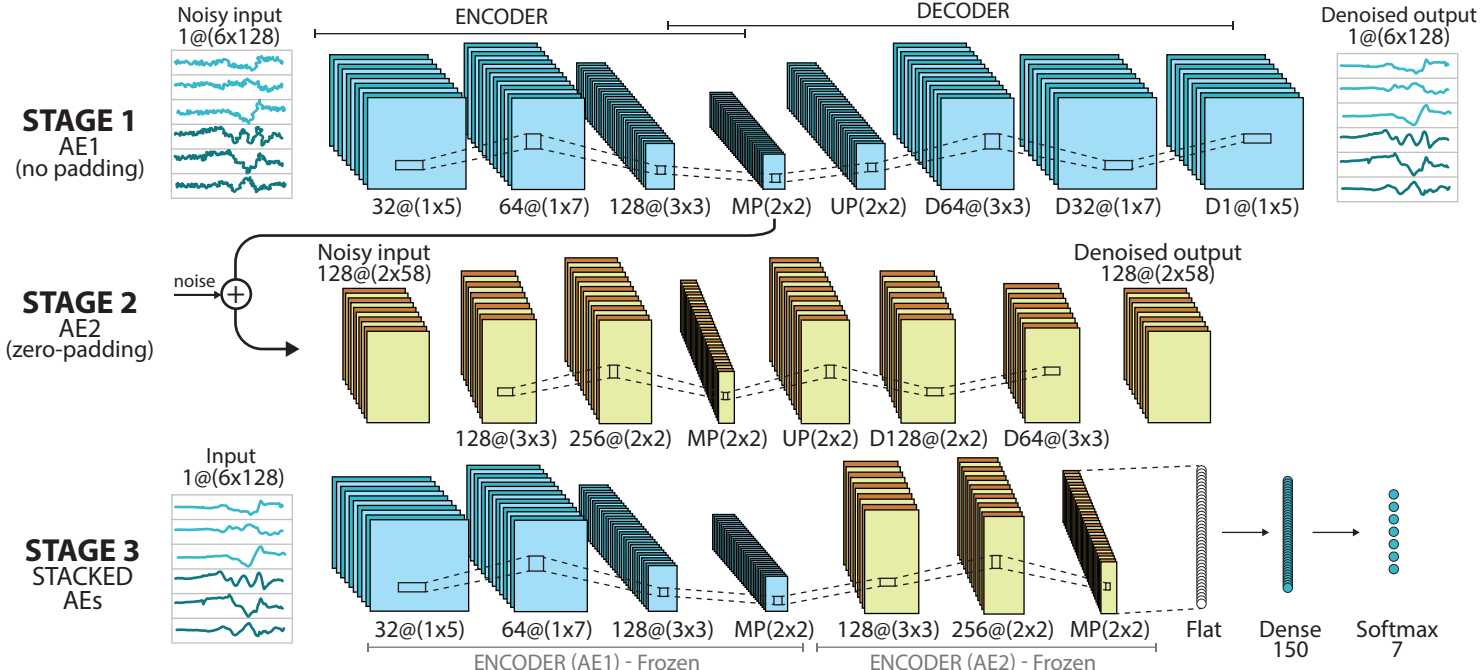 Noisy input
1@(6x128)
ENCODER
DECODER
Denoised output
1@(6x128)
STAGE 1
AE1
(no padding)
32@(1x5)
64@(1x7)
128@(3x3)
MP(2x2)
UP(2x2)
D64@(3x3)
D32@(1x7)
D1@(1x5)
noise
+
STAGE 2
AE2
(zero-padding)
Noisy input
128@(2x58)
Denoised output
128@(2x58)
128@(3x3)
256@(2x2)
MP(2x2)
UP(2x2)
D128@(2x2)
D64@(3x3)
Input
1@(6x128)
STAGE 3
STACKED
AEs
32@(1x5)
64@(1x7)
128@(3x3)
MP(2x2)
128@(3x3)
256@(2x2)
MP(2x2)
Flat
Dense
150
Softmax
7
ENCODER (AE1) - Frozen
ENCODER (AE2) - Frozen